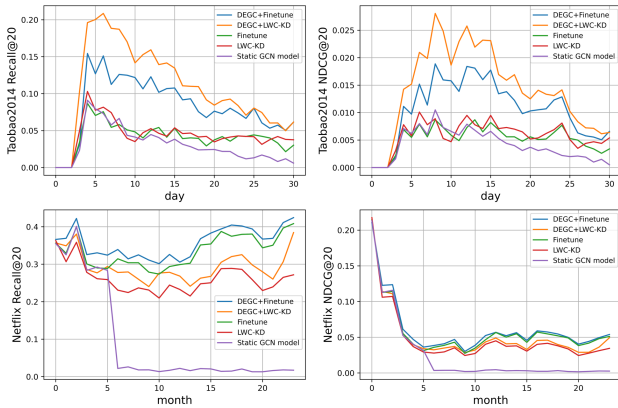 Taobao2014 Recall@20
0.20
0.15
0.10
0.05
0.00
0
5
10
15
20
25
30
day
DEGC+Finetune
DEGC+LWC-KD
Finetune
LWC-KD
Static GCN model
Taobao2014 NDCG@20
0.025
0.020
0.015
0.010
0.005
0.000
0
5
10
15
20
25
30
day
DEGC+Finetune
DEGC+LWC-KD
Finetune
LWC-KD
Static GCN model
Netflix Recall@20
0.4
0.3
0.2
0.1
0.0
0
5
10
15
20
month
DEGC+Finetune
DEGC+LWC-KD
Finetune
LWC-KD
Static GCN model
Netflix NDCG@20
0.20
0.15
0.10
0.05
0.00
0
5
10
15
20
month
DEGC+Finetune
DEGC+LWC-KD
Finetune
LWC-KD
Static GCN model